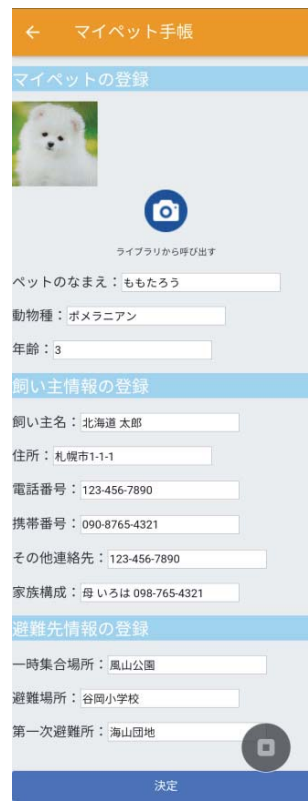 マイペット手帳
マイペットの登録
ライブラリから呼び出す
ペットのなまえ：ももたろう
動物種：ポメラニアン
年齢：3
飼い主情報の登録
飼い主名：北海道 太郎
住所：札幌市1-1-1
電話番号：123-456-7890
携帯番号：090-8765-4321
その他連絡先：123-456-7890
家族構成：母 いろは 098-765-4321
避難先情報の登録
一時集合場所：風山公園
避難場所：谷岡小学校
第一次避難所：海山団地
決定